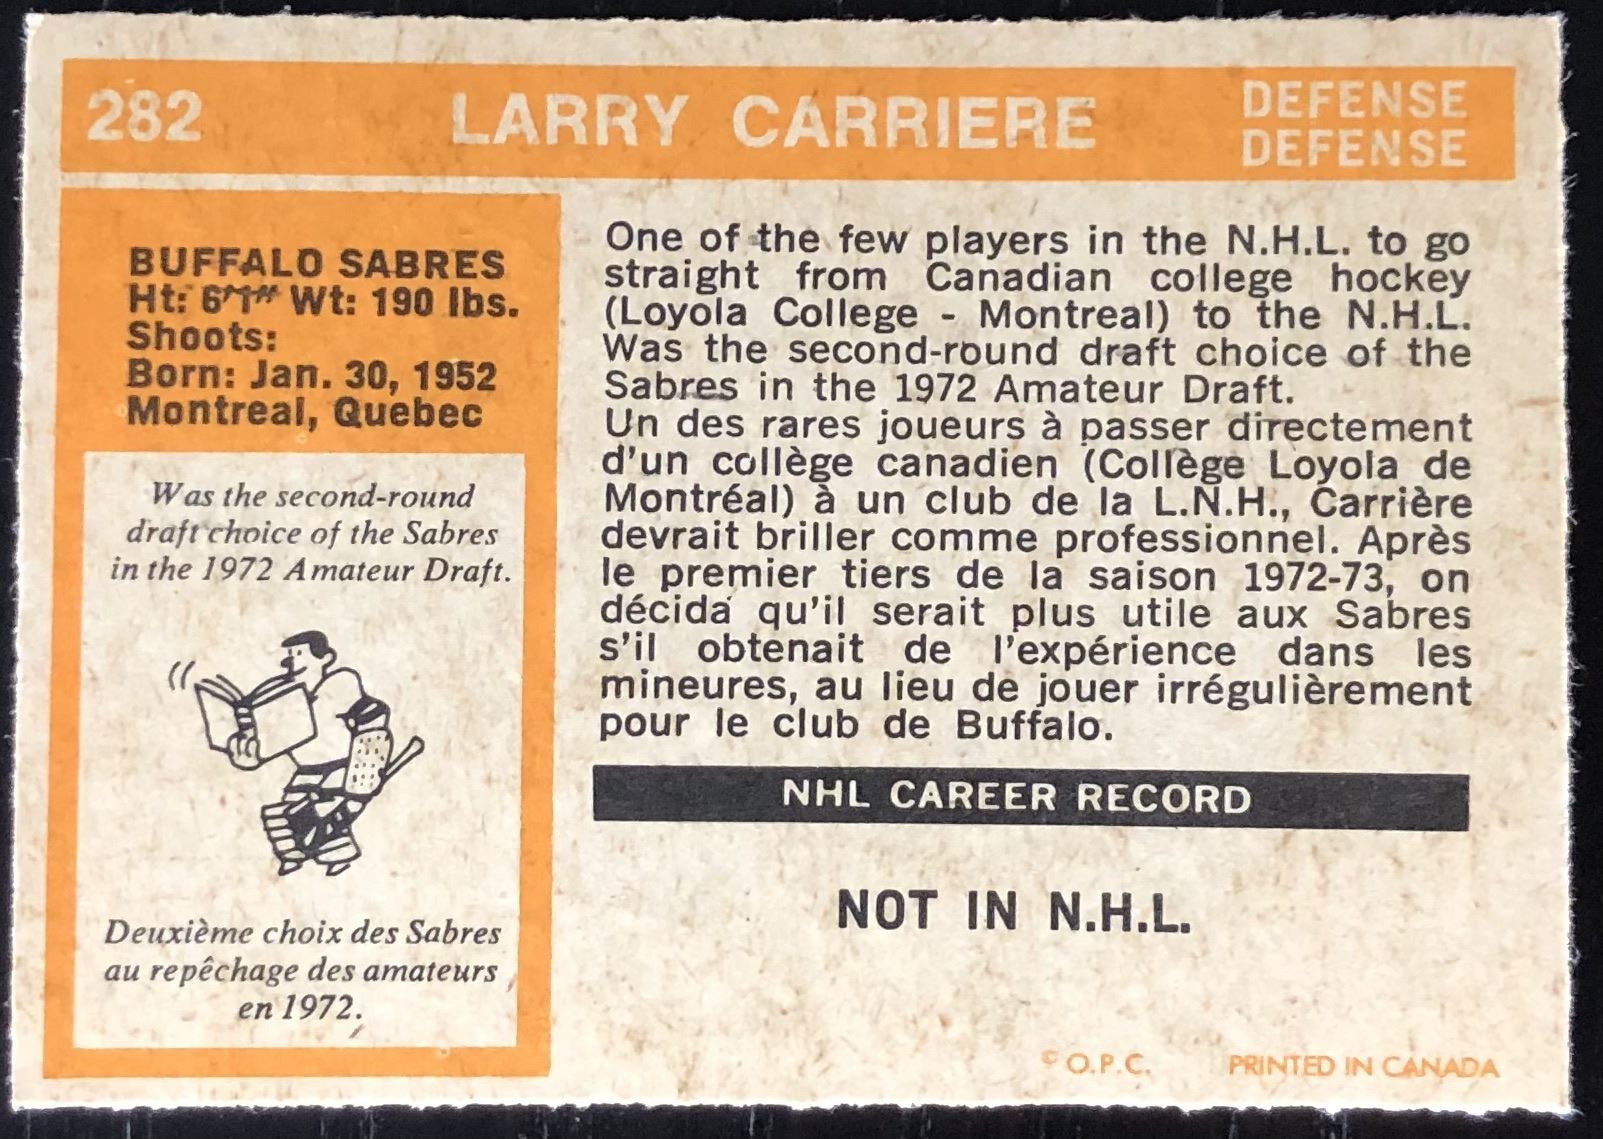 282
LARRY CARRIERE
DEFENSE
DEFENSE
BUFFALO SABRES
Ht: 6'1" Wt: 190 lbs.
Shoots:
Born: Jan. 30, 1952
Montreal, Quebec
Was the second-round
draft choice of the Sabres
in the 1972 Amateur Draft.
Deuxième choix des Sabres
au repêchage des amateurs
en 1972.
One of the few players in the N.H.L. to go
straight from Canadian college hockey
(Loyola College - Montreal) to the N.H.L.
Was the second-round draft choice of the
Sabres in the 1972 Amateur Draft.
Un des rares joueurs à passer directement
d'un collège canadien (Collège Loyola de
Montréal) à un club de la L.N.H., Carrière
devrait briller comme professionnel. Après
le premier tiers de la saison 1972-73, on
décida qu'il serait plus utile aux Sabres
s'il obtenait de l'expérience dans les
mineures, au lieu de jouer irrégulièrement
pour le club de Buffalo.
NHL CAREER RECORD
NOT IN N.H.L.
© O.P.C.
PRINTED IN CANADA